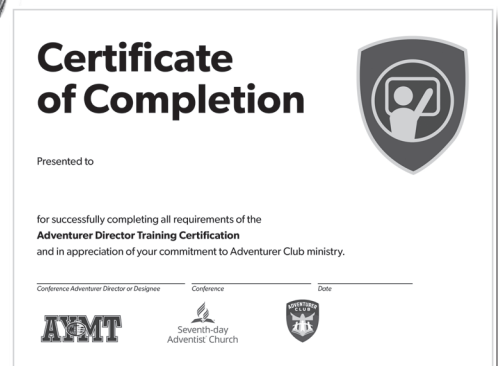 Certificate
of Completion
Presented to
for successfully completing all requirements of the
Adventurer Director Training Certification
and in appreciation of your commitment to Adventurer Club ministry.
Conference Adventurer Director or Designee Conference Date
AYMT
Seventh-day
Adventist Church
ADVENTURER
CLUB